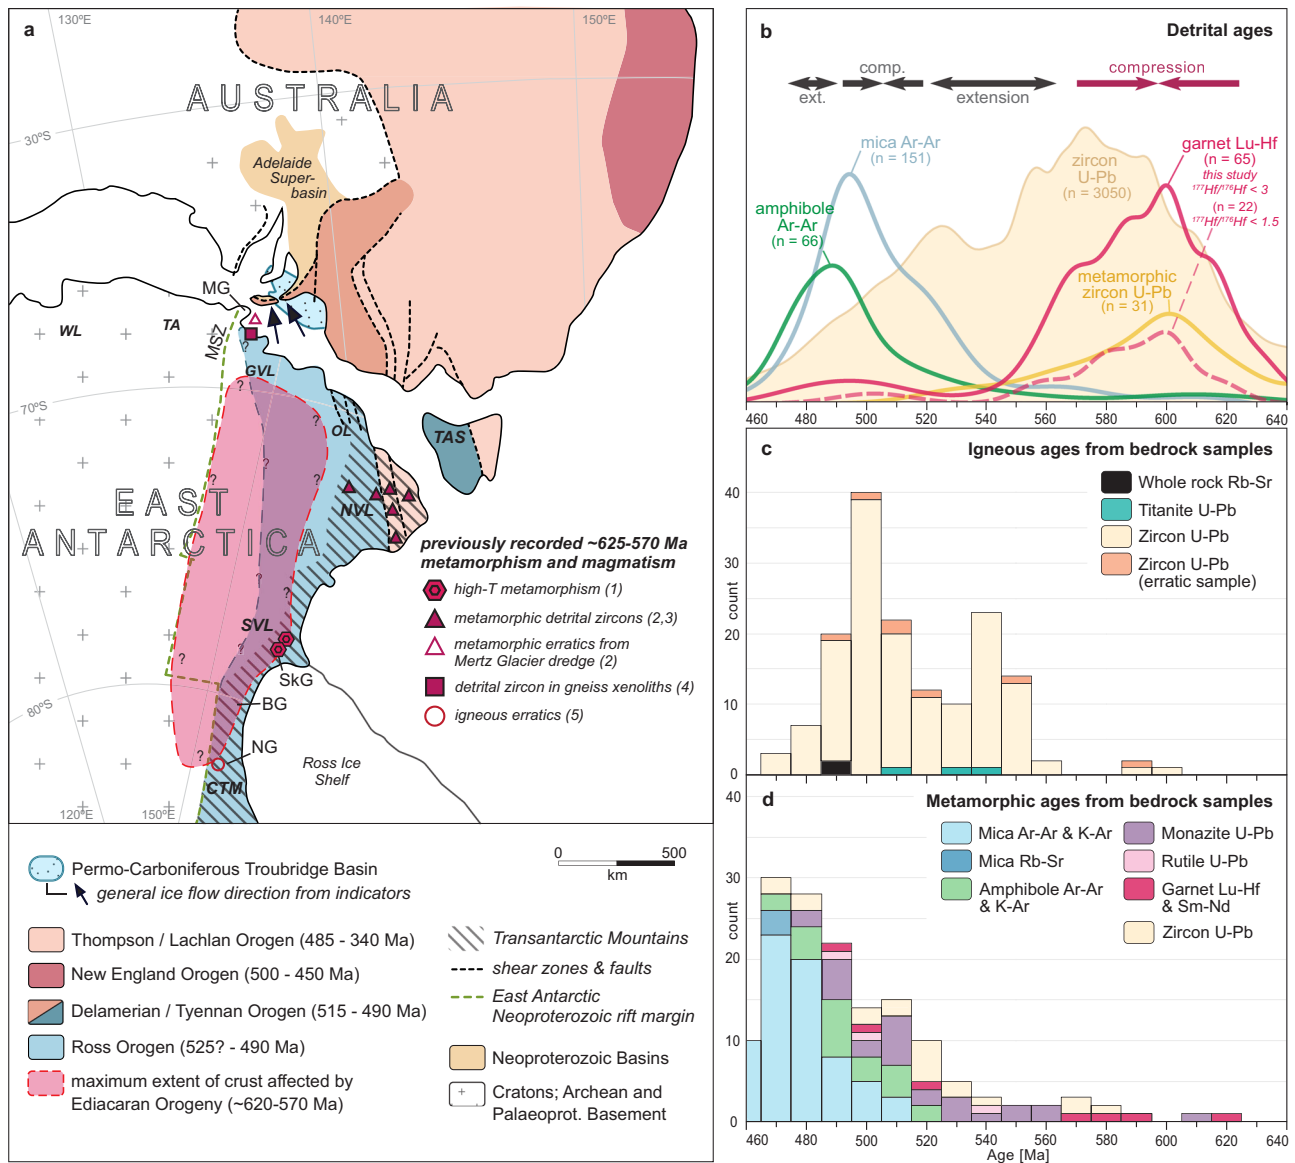 a
130ºE
140ºE
150ºE
AUSTRALIA
30ºS
Adelaide
Super-
basin
MG
WL
TA
MSZ
?
GVL
?
?
70ºS
OL
TAS
?
?
?
EAST
NVL
ANTARCTICA
previously recorded ~625-570 Ma
metamorphism and magmatism
high-T metamorphism (1)
metamorphic detrital zircons (2,3)
metamorphic erratics from
Mertz Glacier dredge (2)
detrital zircon in gneiss xenoliths (4)
igneous erratics (5)
?
?
SVL
?
?
SkG
BG
80ºS
NG
?
Ross Ice
Shelf
CTM
120ºE
150ºE
Permo-Carboniferous Troubridge Basin
general ice flow direction from indicators
0 500
km
Thompson / Lachlan Orogen (485 - 340 Ma)
New England Orogen (500 - 450 Ma)
Delamerian / Tyennan Orogen (515 - 490 Ma)
Ross Orogen (525? - 490 Ma)
maximum extent of crust affected by
Ediacaran Orogeny (~620-570 Ma)
Transantarctic Mountains
shear zones & faults
East Antarctic
Neoproterozoic rift margin
Neoproterozoic Basins
Cratons; Archean and
Palaeoprot. Basement
b
Detrital ages
comp.
compression
ext.
extension
mica Ar-Ar
(n = 151)
zircon
U-Pb
(n = 3050)
garnet Lu-Hf
(n = 65)
this study
¹⁷⁷Hf/¹⁷⁶Hf < 3
(n = 22)
¹⁷⁷Hf/¹⁷⁶Hf < 1.5
amphibole
Ar-Ar
(n = 66)
metamorphic
zircon U-Pb
(n = 31)
460 480 500 520 540 560 580 600 620 640
c
Igneous ages from bedrock samples
Whole rock Rb-Sr
Titanite U-Pb
Zircon U-Pb
Zircon U-Pb
(erratic sample)
40
30
20
10
0
count
d
Metamorphic ages from bedrock samples
Mica Ar-Ar & K-Ar
Mica Rb-Sr
Amphibole Ar-Ar
& K-Ar
Monazite U-Pb
Rutile U-Pb
Garnet Lu-Hf
& Sm-Nd
Zircon U-Pb
40
30
20
10
0
count
460 480 500 520 540 560 580 600 620 640
Age [Ma]